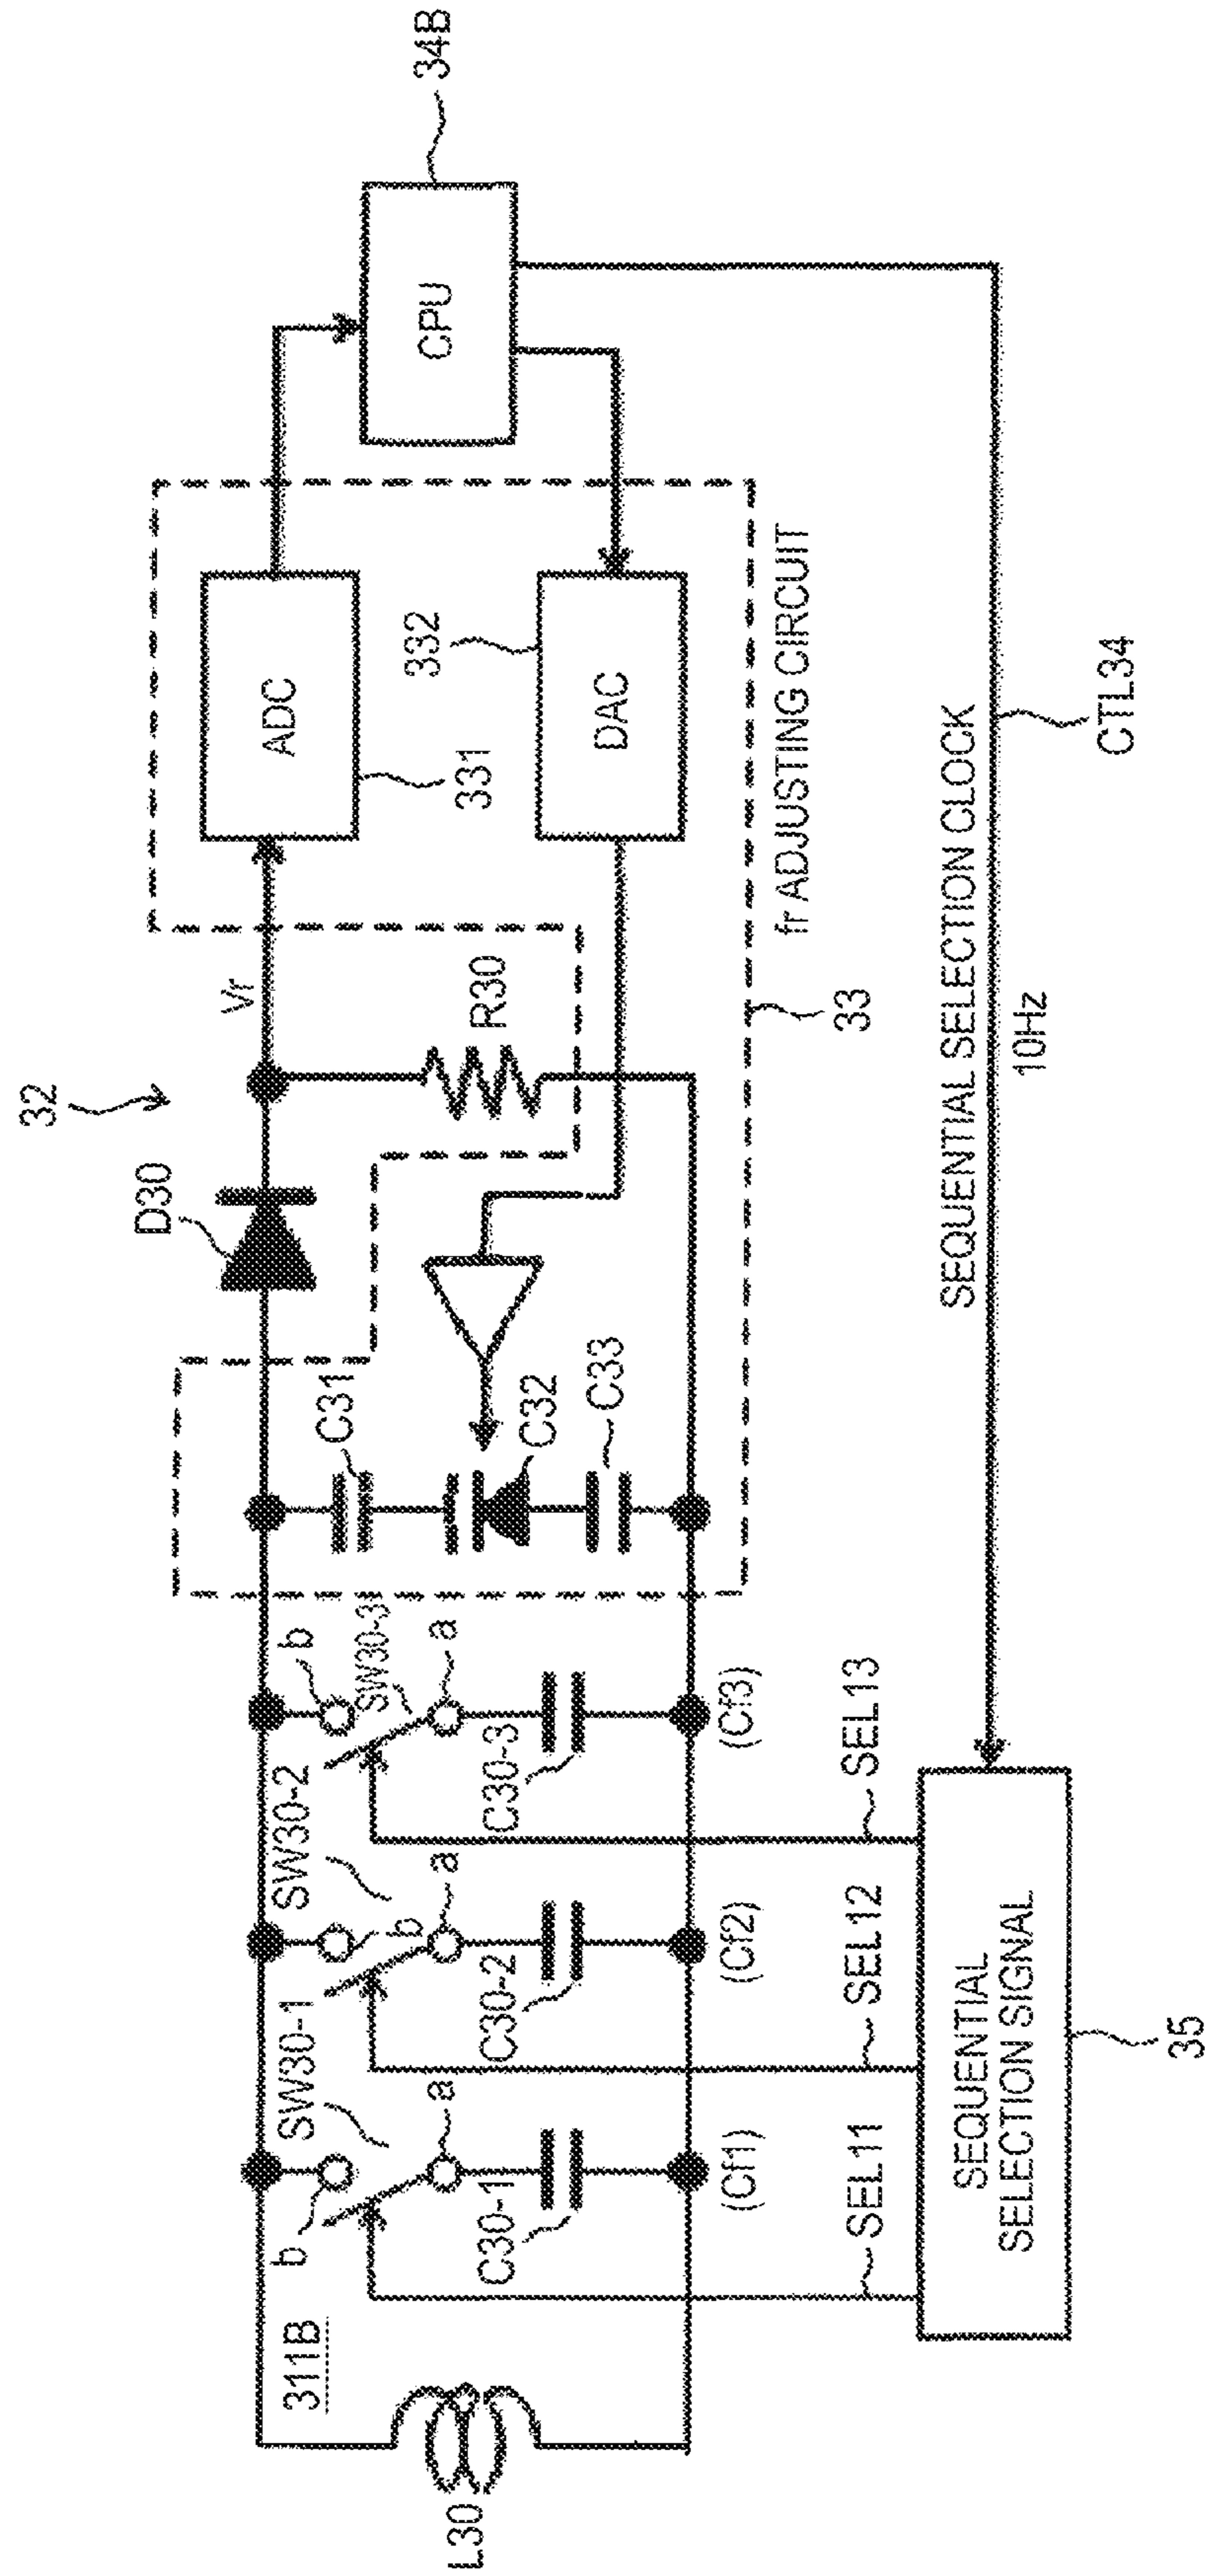 32
34B
D30
Vr
ADC
331
CPU
C31
R30
332
DAC
C32
C33
fr ADJUSTING CIRCUIT
33
311B
L30
b
SW30-1
a
C30-1
(Cf1)
SW30-2
b
a
C30-2
(Cf2)
b
SW30-3
a
C30-3
(Cf3)
SEL11
SEL12
SEL13
SEQUENTIAL SELECTION CLOCK
10Hz
CTL34
SEQUENTIAL
SELECTION SIGNAL
35